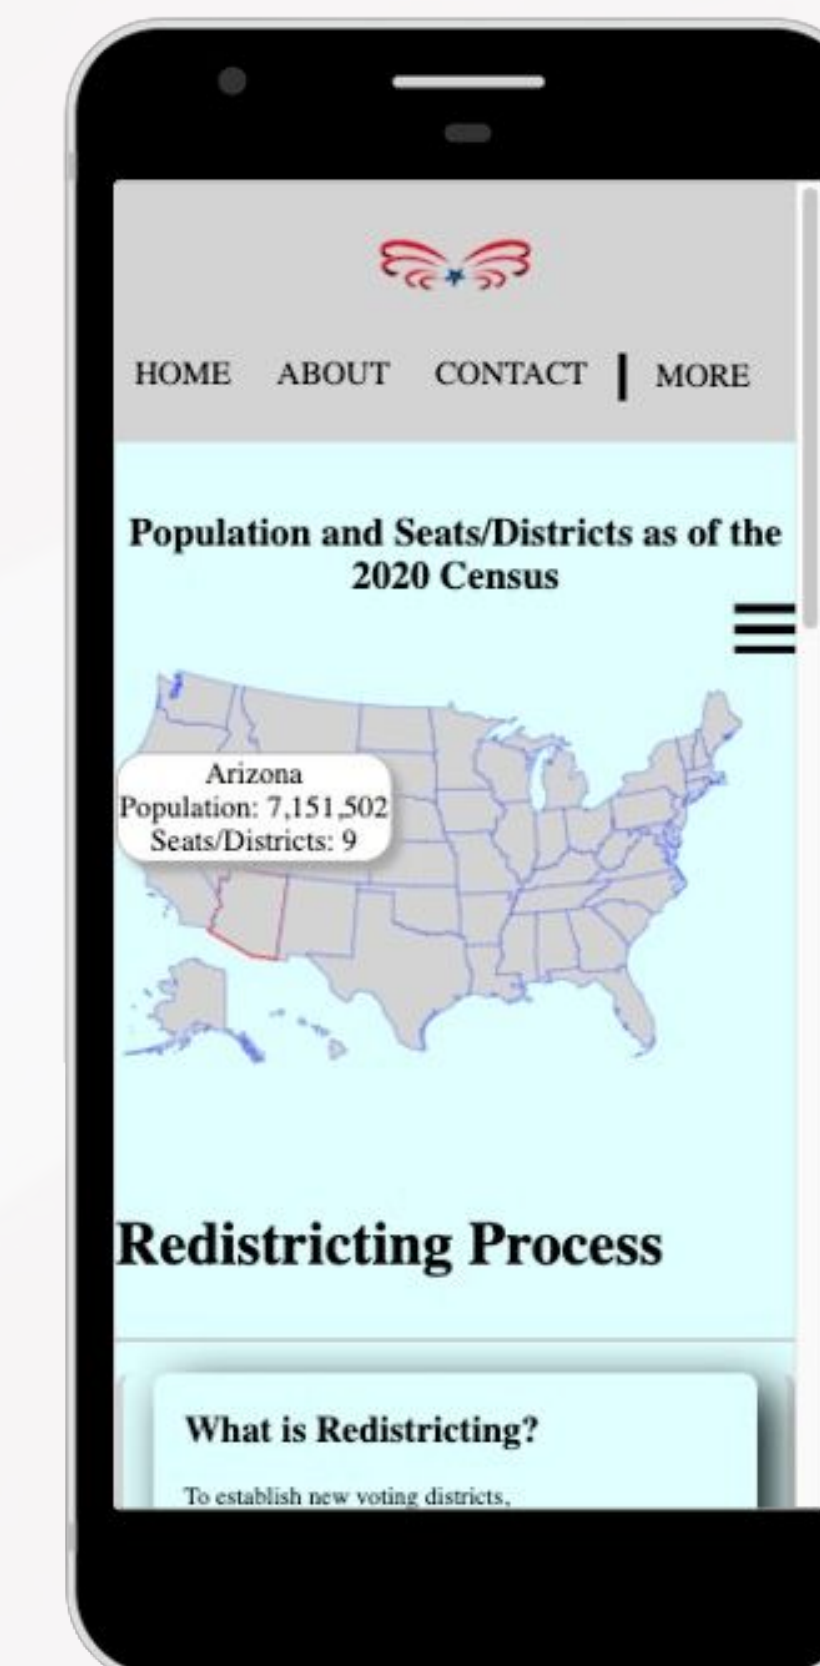 HOME ABOUT CONTACT | MORE
Population and Seats/Districts as of the
2020 Census
Arizona
Population: 7,151,502
Seats/Districts: 9
Redistricting Process
What is Redistricting?
To establish new voting districts,